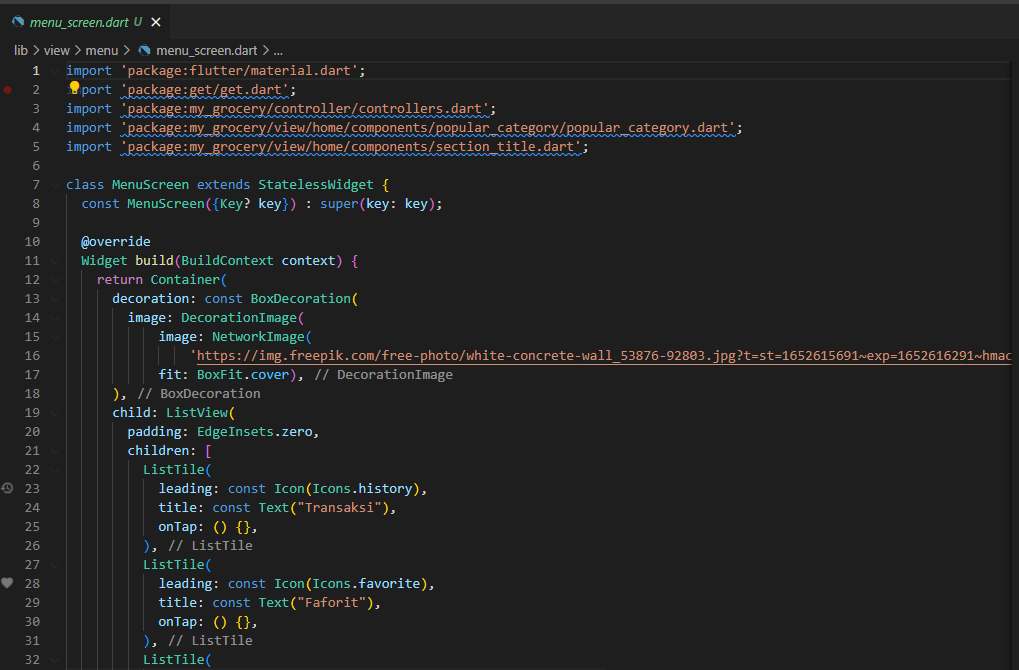 menu_screen.dart U ×
lib > view > menu > menu_screen.dart > ...
1 import 'package:flutter/material.dart';
2 port 'package:get/get.dart';
3 import 'package:my_grocery/controller/controllers.dart';
4 import 'package:my_grocery/view/home/components/popular_category/popular_category.dart';
5 import 'package:my_grocery/view/home/components/section_title.dart';
6
7 class MenuScreen extends StatelessWidget {
8 const MenuScreen({Key? key}) : super(key: key);
9
10 @override
11 Widget build(BuildContext context) {
12 return Container(
13 decoration: const BoxDecoration(
14 image: DecorationImage(
15 image: NetworkImage(
16 'https://img.freepik.com/free-photo/white-concrete-wall_53876-92803.jpg?t=st=1652615691~exp=1652616291~hmac
17 fit: BoxFit.cover), // DecorationImage
18 ), // BoxDecoration
19 child: ListView(
20 padding: EdgeInsets.zero,
21 children: [
22 ListTile(
23 leading: const Icon(Icons.history),
24 title: const Text("Transaksi"),
25 onTap: () {},
26 ), // ListTile
27 ListTile(
28 leading: const Icon(Icons.favorite),
29 title: const Text("Faforit"),
30 onTap: () {},
31 ), // ListTile
32 ListTile(